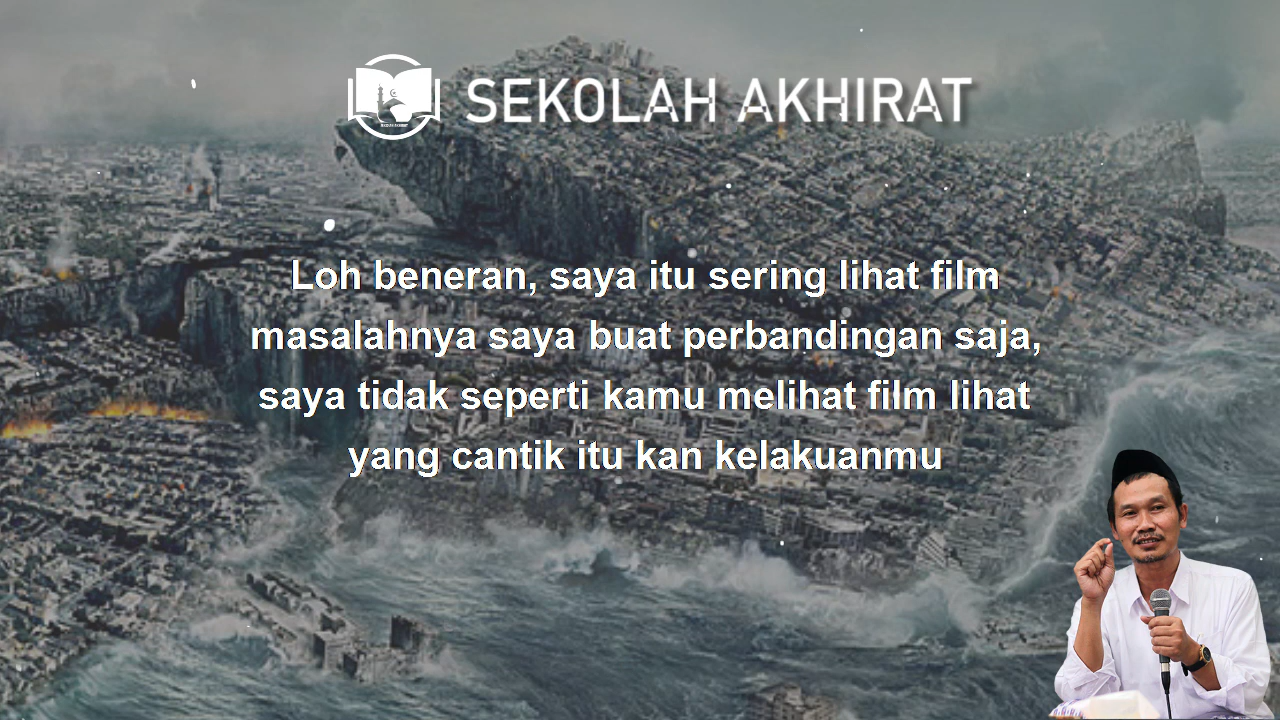 SEKOLAH AKHIRAT
Loh beneran, saya itu sering lihat film
masalahnya saya buat perbandingan saja,
saya tidak seperti kamu melihat film lihat
yang cantik itu kan kelakuanmu